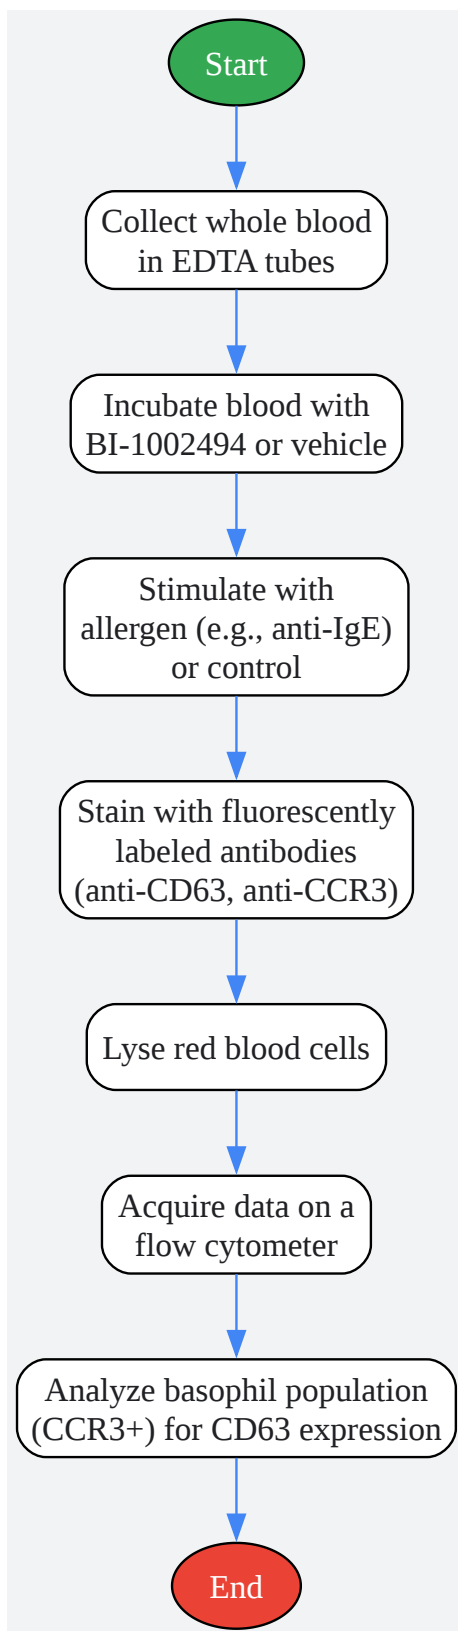 Start
Collect whole blood
in EDTA tubes
Incubate blood with
BI-1002494 or vehicle
Stimulate with
allergen (e.g., anti-IgE)
or control
Stain with fluorescently
labeled antibodies
(anti-CD63, anti-CCR3)
Lyse red blood cells
Acquire data on a
flow cytometer
Analyze basophil population
(CCR3+) for CD63 expression
End